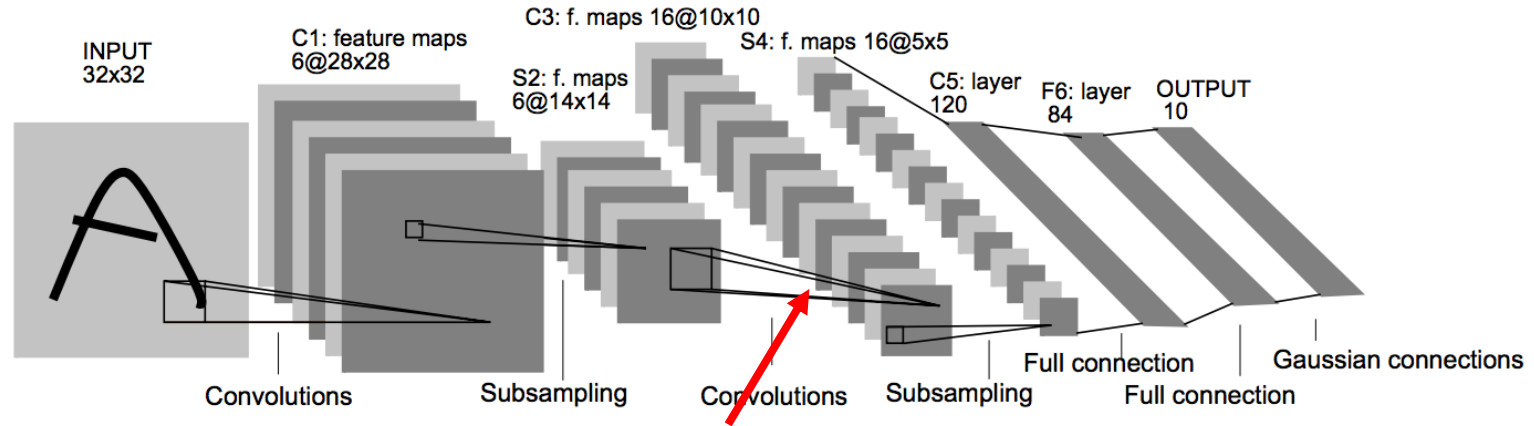 INPUT
32x32
C1: feature maps
6@28x28
S2: f. maps
6@14x14
C3: f. maps 16@10x10
S4: f. maps 16@5x5
C5: layer
120
F6: layer
84
OUTPUT
10
Convolutions
Subsampling
Convolutions
Subsampling
Full connection
Full connection
Gaussian connections